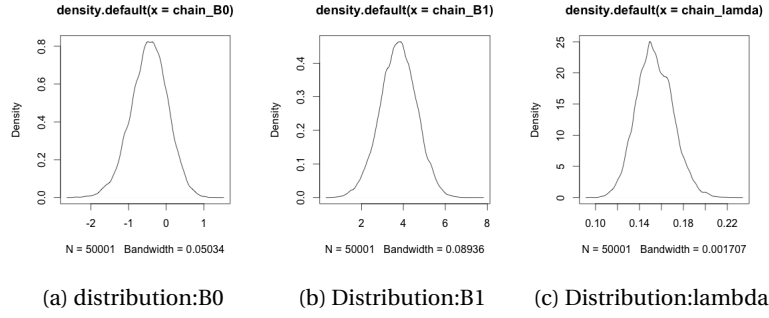 density.default(x = chain_B0)
Density
0.0 0.2 0.4 0.6 0.8
-2 -1 0 1
N = 50001 Bandwidth = 0.05034
(a) distribution:B0
density.default(x = chain_B1)
Density
0.0 0.1 0.2 0.3 0.4
2 4 6 8
N = 50001 Bandwidth = 0.08936
(b) Distribution:B1
density.default(x = chain_lamda)
Density
0 5 10 15 20 25
0.10 0.14 0.18 0.22
N = 50001 Bandwidth = 0.001707
(c) Distribution:lambda